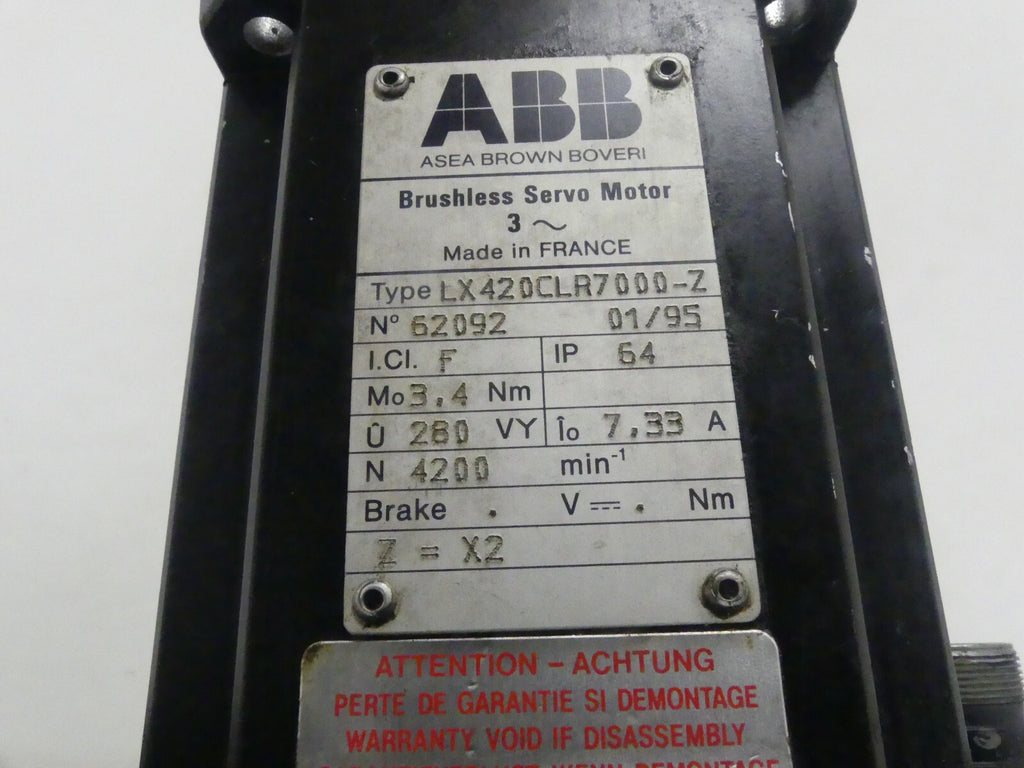 ABB
ASEA BROWN BOVERI
Brushless Servo Motor
3 ~
Made in FRANCE
Type LX420CLR7000-Z
N° 62092 01/95
I.Cl. F IP 64
Mo 3,4 Nm
Û 280 VY Îo 7,33 A
N 4200 min⁻¹
Brake . V ⎓ . Nm
Z = X2
ATTENTION - ACHTUNG
PERTE DE GARANTIE SI DEMONTAGE
WARRANTY VOID IF DISASSEMBLY
WENN DEMONTAGE